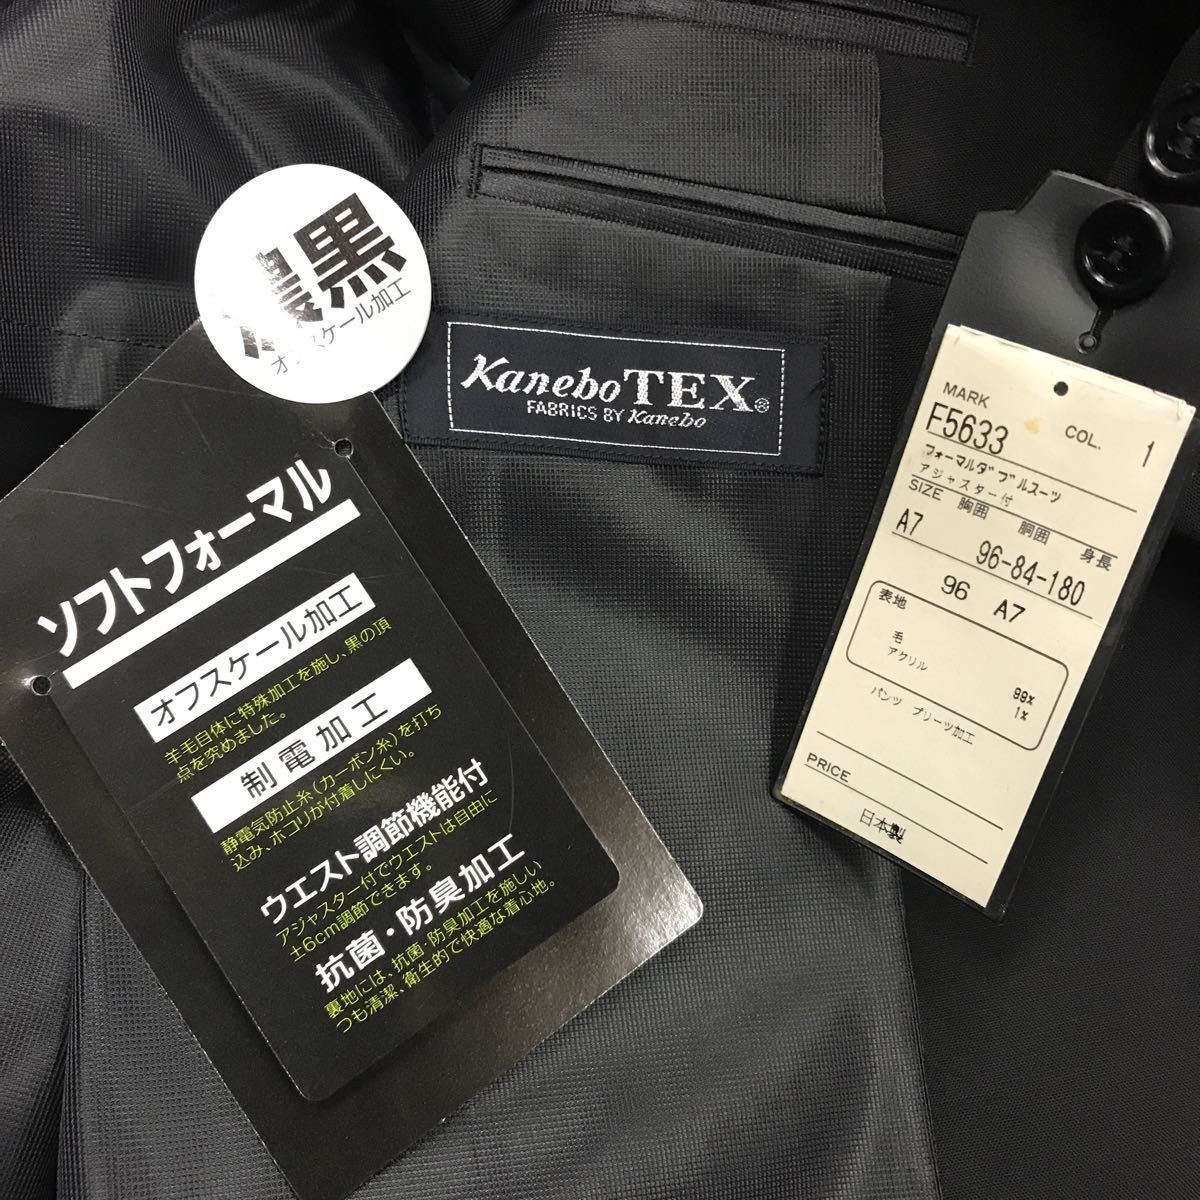 濃黒
オフスケール加工
ソフトフォーマル
オフスケール加工
羊毛自体に特殊加工を施し、黒の頂
点を究めました。
制電加工
静電気防止糸(カーボン糸)を打ち
込み、ホコリが付着しにくい。
ウエスト調節機能付
アジャスター付でウエストは自由に
±6cm調節できます。
抗菌・防臭加工
裏地には、抗菌・防臭加工を施しい
つも清潔、衛生的で快適な着心地。
Kanebo TEX®
FABRICS BY Kanebo
MARK
F5633 COL. 1
フォーマルダブルスーツ
アジャスター付
SIZE 胸囲 胴囲 身長
A7 96-84-180
96 A7
表地
毛 99%
アクリル 1%
パンツ プリーツ加工
PRICE
日本製